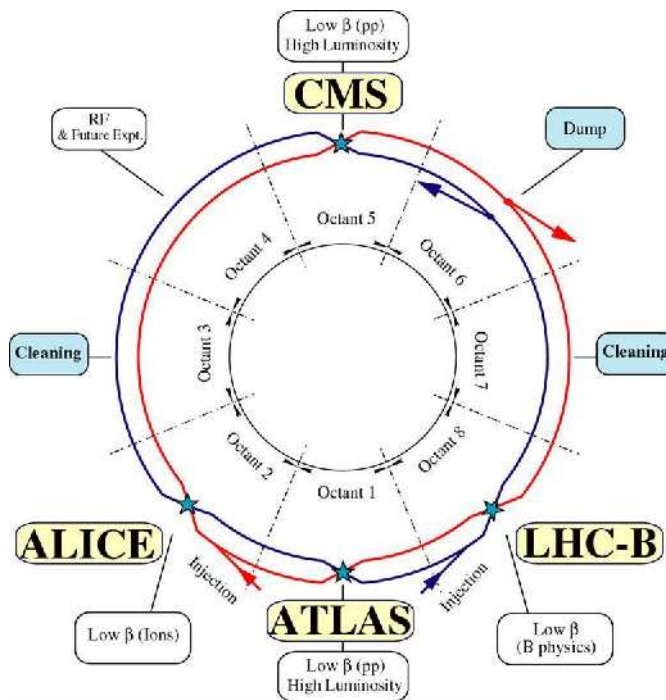 Low β (pp)
High Luminosity
CMS
RF
& Future Expt.
Dump
Octant 5
Octant 4
Octant 6
Cleaning
Octant 3
Octant 7
Cleaning
Octant 2
Octant 8
Octant 1
ALICE
LHC-B
Injection
Injection
ATLAS
Low β (Ions)
Low β
(B physics)
Low β (pp)
High Luminosity